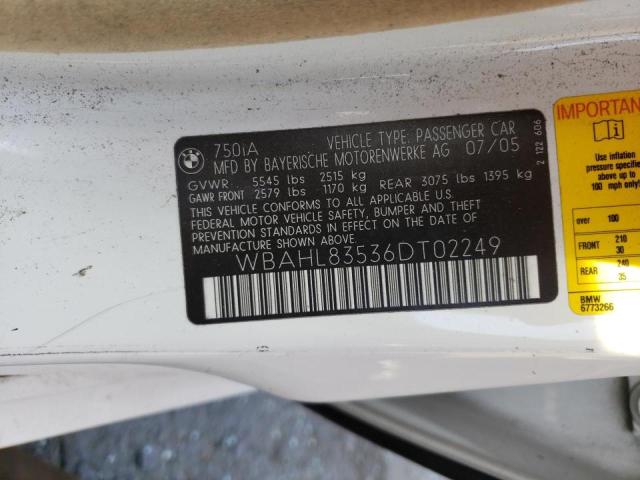 BMW
750iA VEHICLE TYPE: PASSENGER CAR
MFD BY BAYERISCHE MOTORENWERKE AG 07/05
GVWR 5545 lbs 2515 kg
GAWR FRONT 2579 lbs 1170 kg REAR 3075 lbs 1395 kg
THIS VEHICLE CONFORMS TO ALL APPLICABLE
FEDERAL MOTOR VEHICLE SAFETY, BUMPER AND THEFT
PREVENTION STANDARDS IN EFFECT ON THE DATE OF
MANUFACTURE SHOWN ABOVE.
WBAHL83536DT02249
2 122 606
IMPORTAN
Use inflation
pressures
above up to
100 mph only!
over 100
FRONT 210
30
REAR 240
35
BMW
6773266